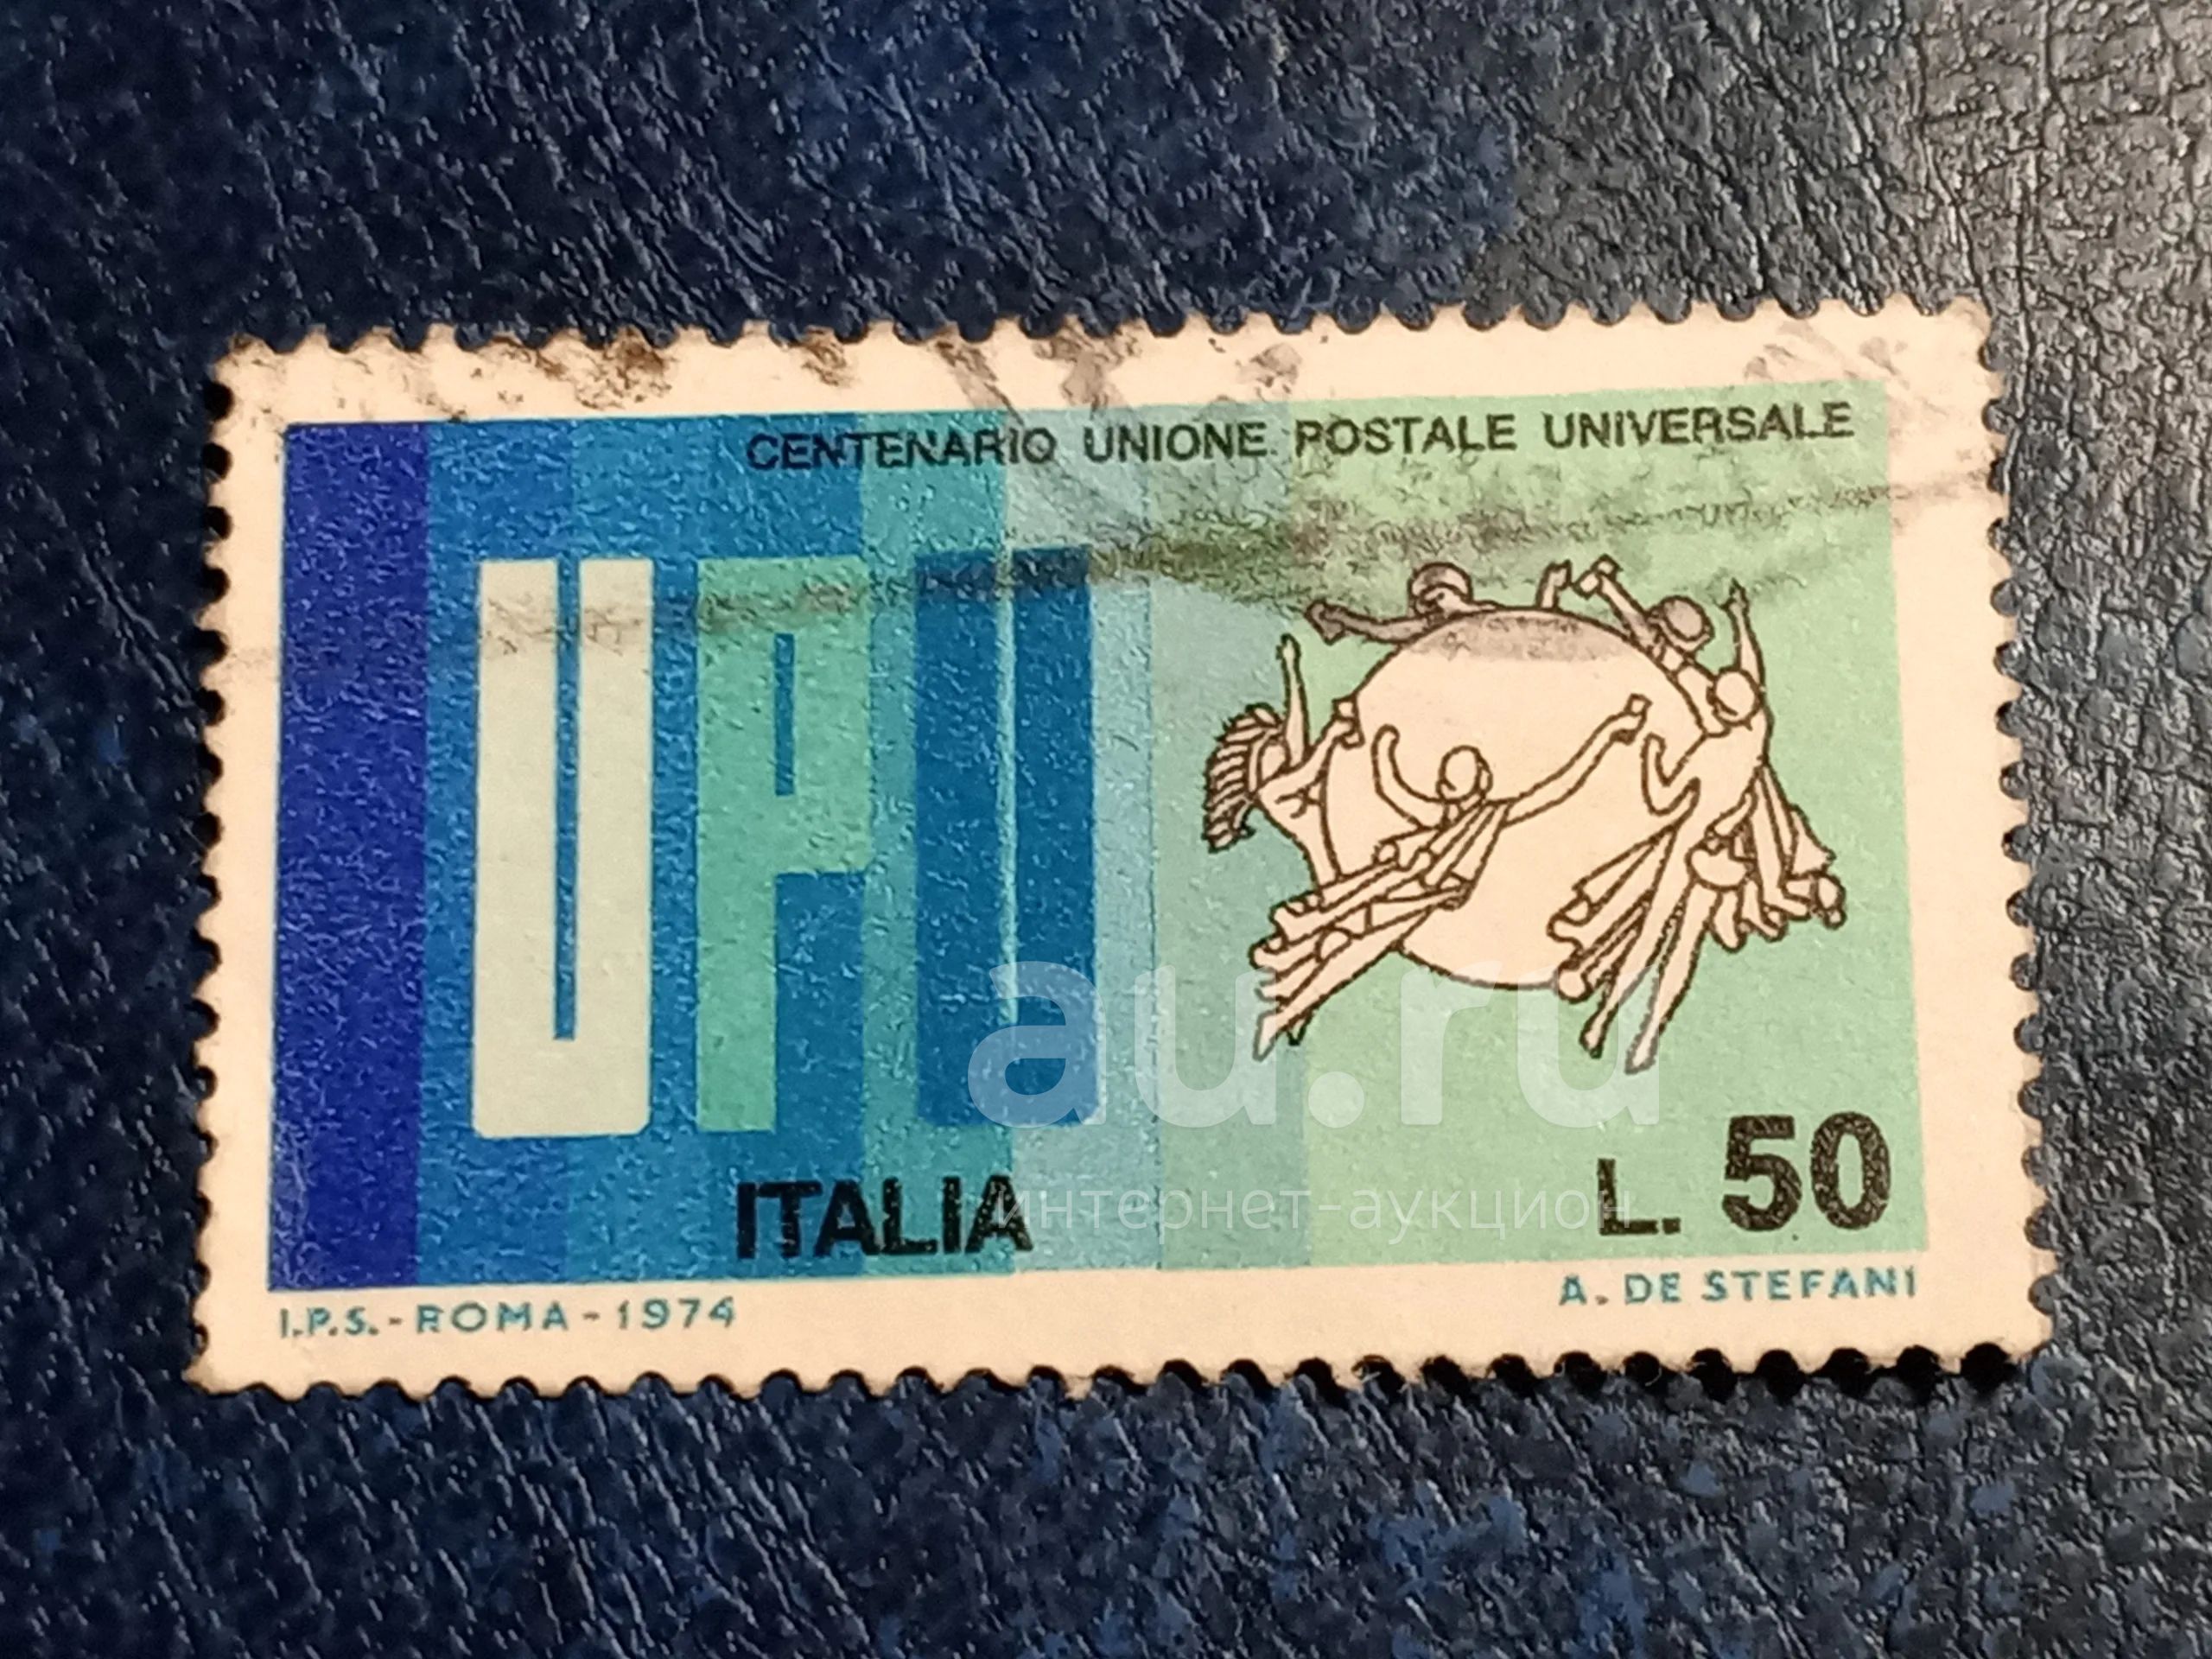 CENTENARIO UNIONE POSTALE UNIVERSALE
UPU
au.ru
интернет-аукцион
ITALIA
L. 50
I.P.S. - ROMA - 1974
A. DE STEFANI